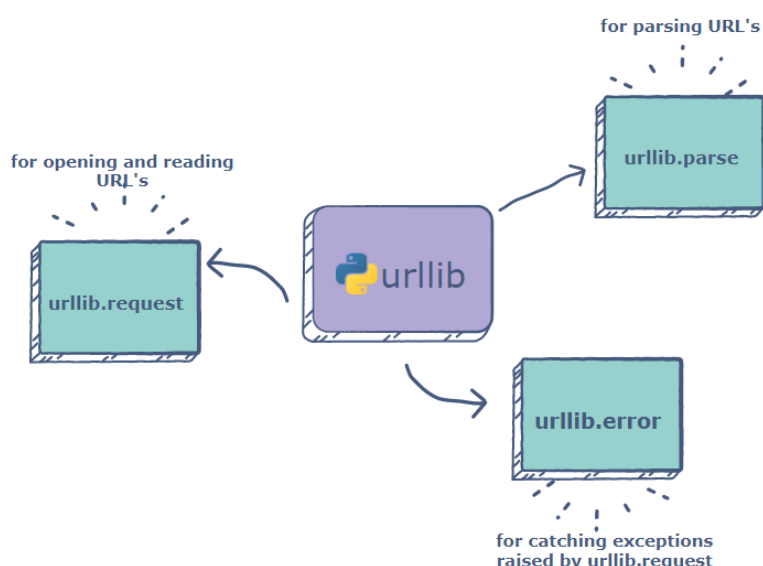 for parsing URL's
urllib.parse
for opening and reading
URL's
urllib.request
urllib
urllib.error
for catching exceptions
raised by urllib.request